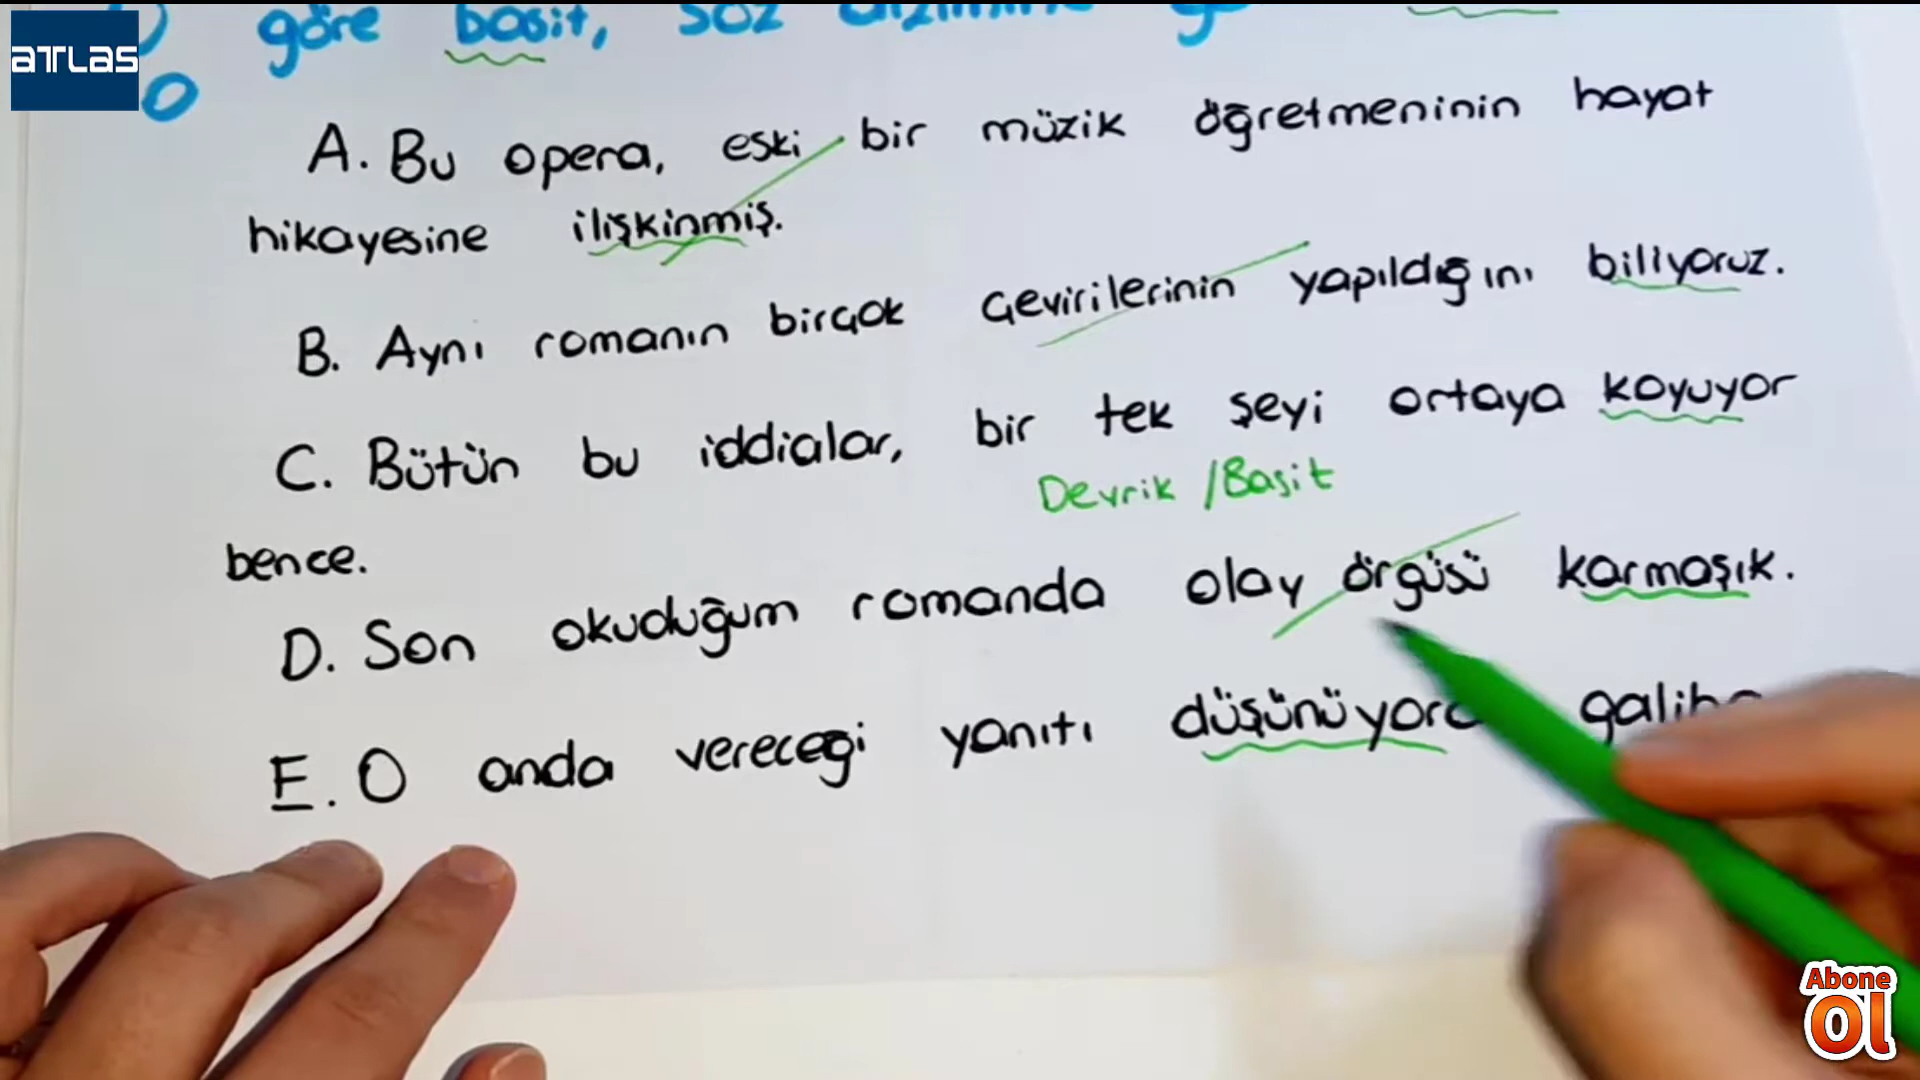 ATLAS
göre basit, söz
A. Bu opera, eski bir müzik öğretmeninin hayat
hikayesine ilişkinmiş.
B. Aynı romanın birçok çevirilerinin yapıldığını biliyoruz.
C. Bütün bu iddialar, bir tek şeyi ortaya koyuyor
Devrik / Basit
bence.
D. Son okuduğum romanda olay örgüsü karmaşık.
E. O anda vereceği yanıtı
Abone
Ol